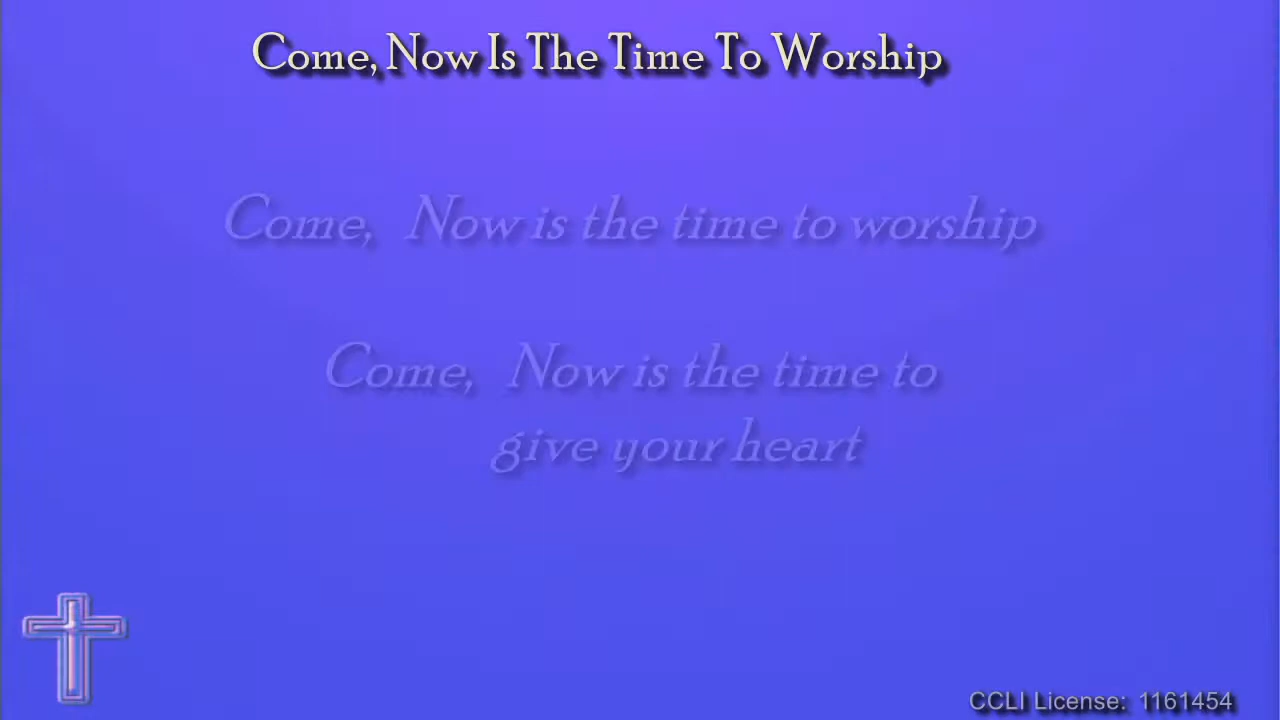 Come, Now Is The Time To Worship
Come, Now is the time to worship
Come, Now is the time to
give your heart
CCLI License: 1161454